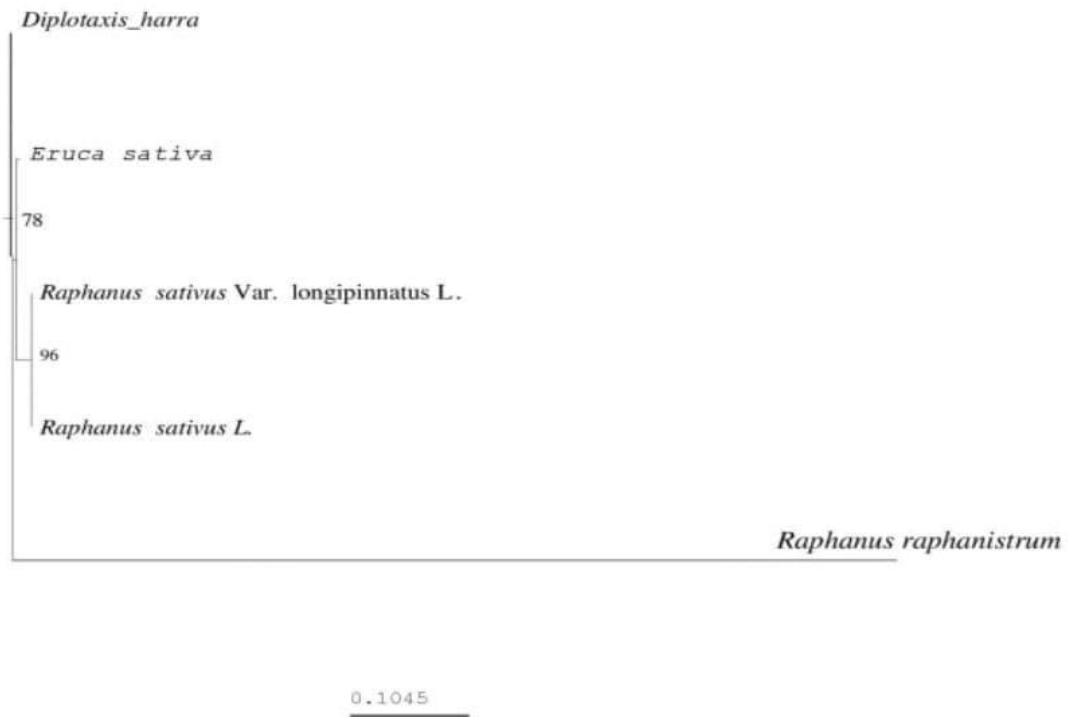 Diplotaxis_harra
Eruca sativa
78
Raphanus sativus Var. longipinnatus L.
96
Raphanus sativus L.
Raphanus raphanistrum
0.1045